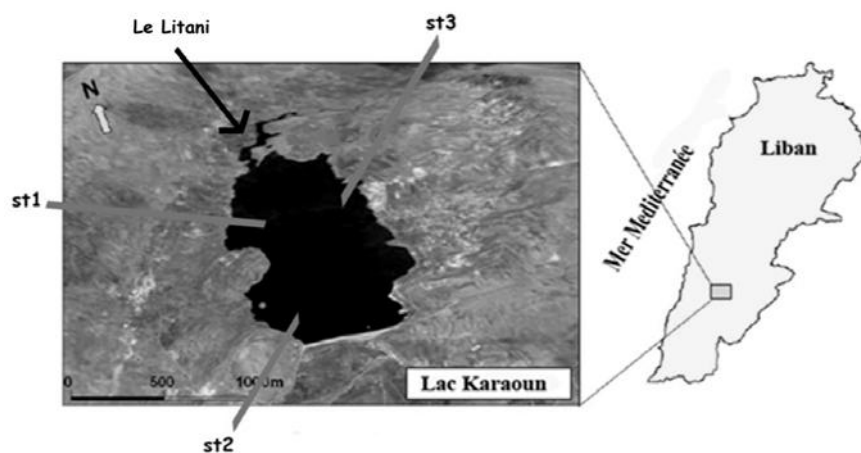 Le Litani
st3
N
st1
Liban
Mer Mediterranée
0 500 1000m
Lac Karaoun
st2